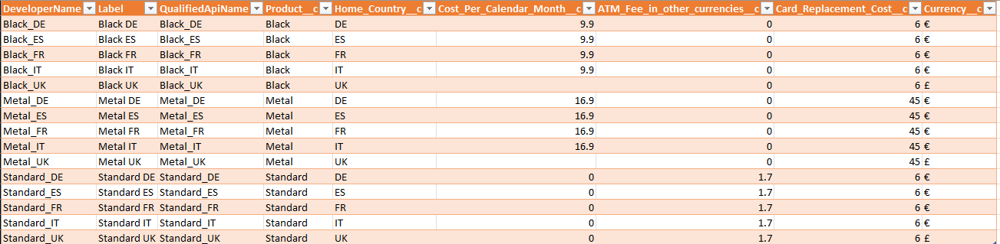 DeveloperName Label QualifiedApiName Product__c Home_Country__c Cost_Per_Calendar_Month__c ATM_Fee_in_other_currencies__c Card_Replacement_Cost__c Currency__c
Black_DE Black DE Black_DE Black DE 9.9 0 6 €
Black_ES Black ES Black_ES Black ES 9.9 0 6 €
Black_FR Black FR Black_FR Black FR 9.9 0 6 €
Black_IT Black IT Black_IT Black IT 9.9 0 6 €
Black_UK Black UK Black_UK Black UK 0 6 £
Metal_DE Metal DE Metal_DE Metal DE 16.9 0 45 €
Metal_ES Metal ES Metal_ES Metal ES 16.9 0 45 €
Metal_FR Metal FR Metal_FR Metal FR 16.9 0 45 €
Metal_IT Metal IT Metal_IT Metal IT 16.9 0 45 €
Metal_UK Metal UK Metal_UK Metal UK 0 45 £
Standard_DE Standard DE Standard_DE Standard DE 0 1.7 6 €
Standard_ES Standard ES Standard_ES Standard ES 0 1.7 6 €
Standard_FR Standard FR Standard_FR Standard FR 0 1.7 6 €
Standard_IT Standard IT Standard_IT Standard IT 0 1.7 6 €
Standard_UK Standard UK Standard_UK Standard UK 0 1.7 6 £